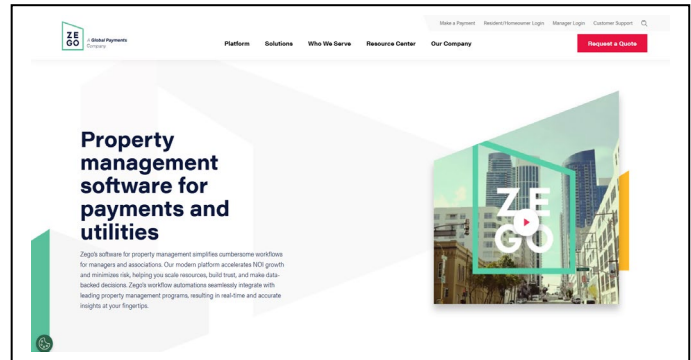 Make a Payment Resident/Homeowner Login Manager Login Customer Support
ZE
GO
A Global Payments
Company
Platform Solutions Who We Serve Resource Center Our Company
Request a Quote
Property
management
software for
payments and
utilities
Zego's software for property management simplifies cumbersome workflows
for managers and associations. Our modern platform accelerates NOI growth
and minimizes risk, helping you scale resources, build trust, and make data-
backed decisions. Zego's workflow automations seamlessly integrate with
leading property management programs, resulting in real-time and accurate
insights at your fingertips.
ZE
GO